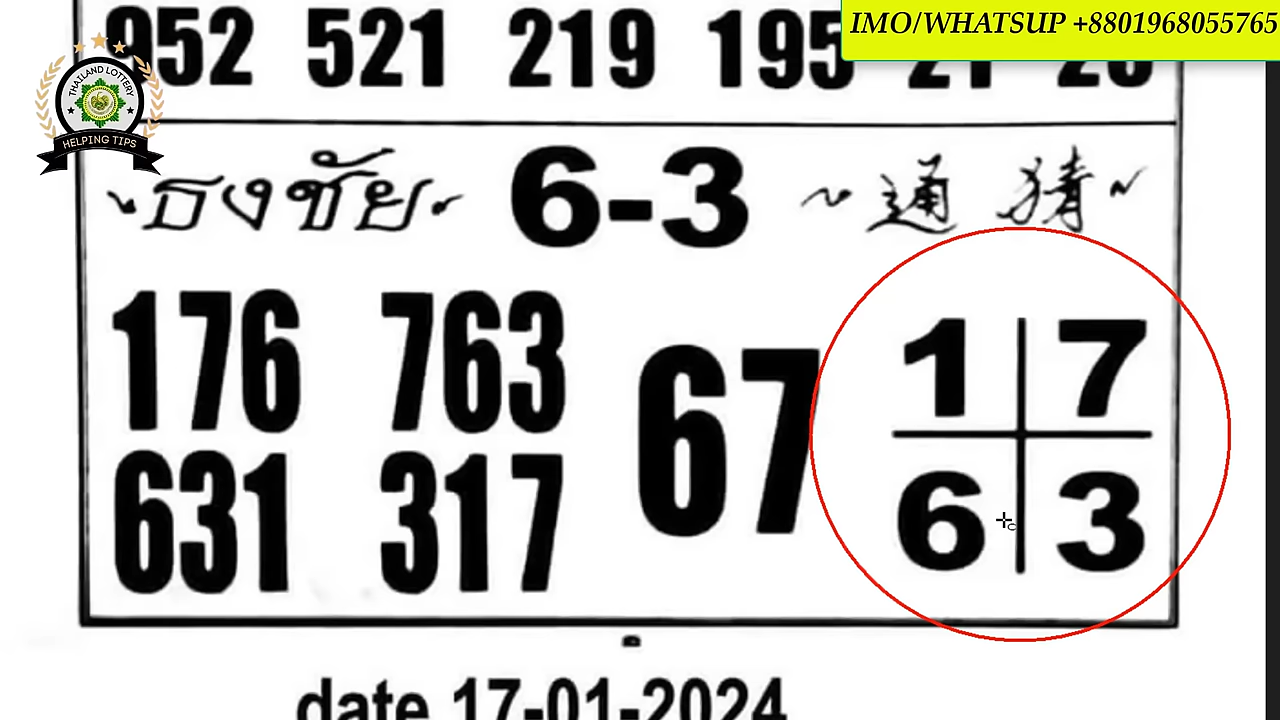 IMO/WHATSUP +8801968055765
952 521 219 195 21
THAILAND LOTTERY
HELPING TIPS
ธงชัย 6-3 通猜
176 763
631 317
67
1 7
6 3
date 17-01-2024